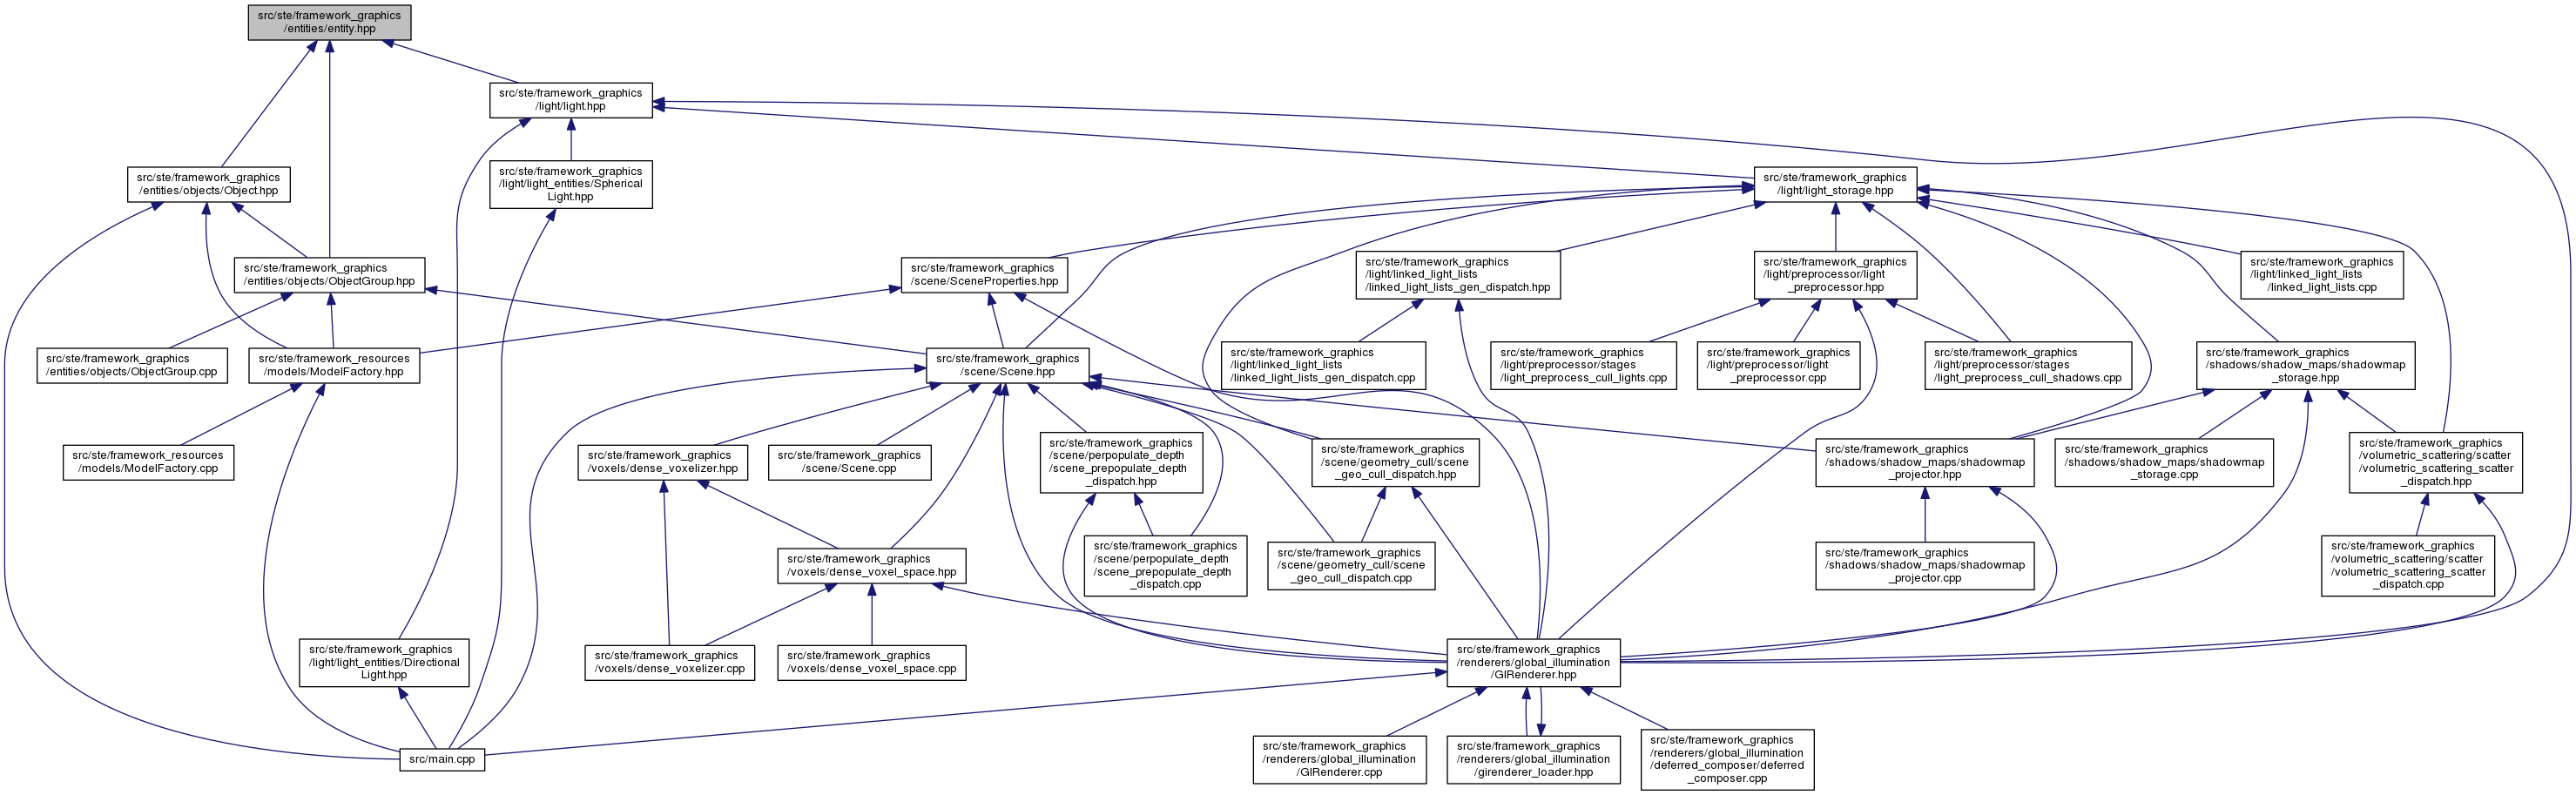 src/ste/framework_graphics
/entities/entity.hpp
src/ste/framework_graphics
/light/light.hpp
src/ste/framework_graphics
/entities/objects/Object.hpp
src/ste/framework_graphics
/light/light_entities/Spherical
Light.hpp
src/ste/framework_graphics
/light/light_storage.hpp
src/ste/framework_graphics
/entities/objects/ObjectGroup.hpp
src/ste/framework_graphics
/scene/SceneProperties.hpp
src/ste/framework_graphics
/light/linked_light_lists
/linked_light_lists_gen_dispatch.hpp
src/ste/framework_graphics
/light/preprocessor/light
_preprocessor.hpp
src/ste/framework_graphics
/light/linked_light_lists
/linked_light_lists.cpp
src/ste/framework_graphics
/entities/objects/ObjectGroup.cpp
src/ste/framework_resources
/models/ModelFactory.hpp
src/ste/framework_graphics
/scene/Scene.hpp
src/ste/framework_graphics
/light/linked_light_lists
/linked_light_lists_gen_dispatch.cpp
src/ste/framework_graphics
/light/preprocessor/stages
/light_preprocess_cull_lights.cpp
src/ste/framework_graphics
/light/preprocessor/light
_preprocessor.cpp
src/ste/framework_graphics
/light/preprocessor/stages
/light_preprocess_cull_shadows.cpp
src/ste/framework_graphics
/shadows/shadow_maps/shadowmap
_storage.hpp
src/ste/framework_resources
/models/ModelFactory.cpp
src/ste/framework_graphics
/voxels/dense_voxelizer.hpp
src/ste/framework_graphics
/scene/Scene.cpp
src/ste/framework_graphics
/scene/perpopulate_depth
/scene_prepopulate_depth
_dispatch.hpp
src/ste/framework_graphics
/scene/geometry_cull/scene
_geo_cull_dispatch.hpp
src/ste/framework_graphics
/shadows/shadow_maps/shadowmap
_projector.hpp
src/ste/framework_graphics
/shadows/shadow_maps/shadowmap
_storage.cpp
src/ste/framework_graphics
/volumetric_scattering/scatter
/volumetric_scattering_scatter
_dispatch.hpp
src/ste/framework_graphics
/voxels/dense_voxel_space.hpp
src/ste/framework_graphics
/scene/perpopulate_depth
/scene_prepopulate_depth
_dispatch.cpp
src/ste/framework_graphics
/scene/geometry_cull/scene
_geo_cull_dispatch.cpp
src/ste/framework_graphics
/shadows/shadow_maps/shadowmap
_projector.cpp
src/ste/framework_graphics
/volumetric_scattering/scatter
/volumetric_scattering_scatter
_dispatch.cpp
src/ste/framework_graphics
/light/light_entities/Directional
Light.hpp
src/ste/framework_graphics
/voxels/dense_voxelizer.cpp
src/ste/framework_graphics
/voxels/dense_voxel_space.cpp
src/ste/framework_graphics
/renderers/global_illumination
/GIRenderer.hpp
src/main.cpp
src/ste/framework_graphics
/renderers/global_illumination
/GIRenderer.cpp
src/ste/framework_graphics
/renderers/global_illumination
/girenderer_loader.hpp
src/ste/framework_graphics
/renderers/global_illumination
/deferred_composer/deferred
_composer.cpp